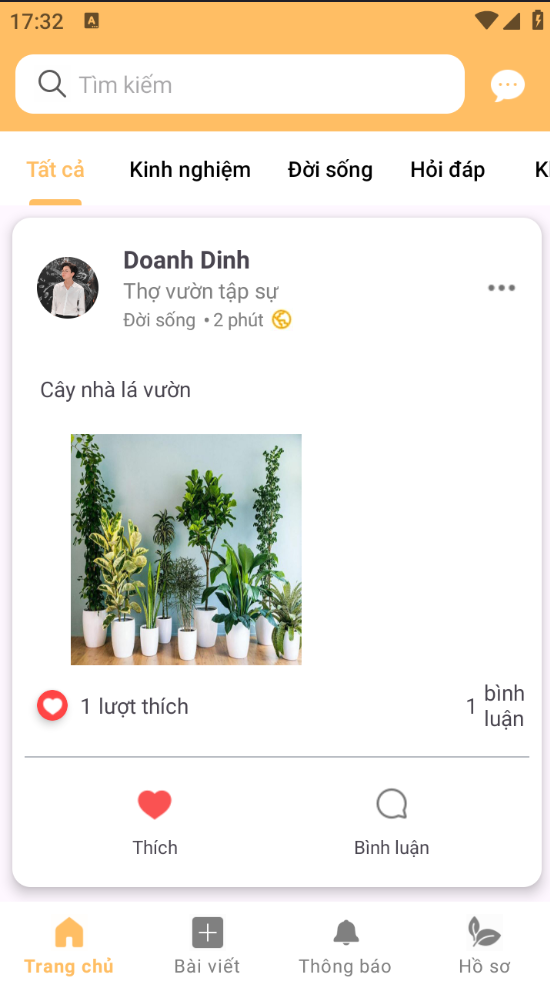 17:32
Tìm kiếm
Tất cả Kinh nghiệm Đời sống Hỏi đáp
Doanh Dinh
Thợ vườn tập sự
Đời sống • 2 phút
Cây nhà lá vườn
1 lượt thích
1 bình
luận
Thích Bình luận
Trang chủ Bài viết Thông báo Hồ sơ